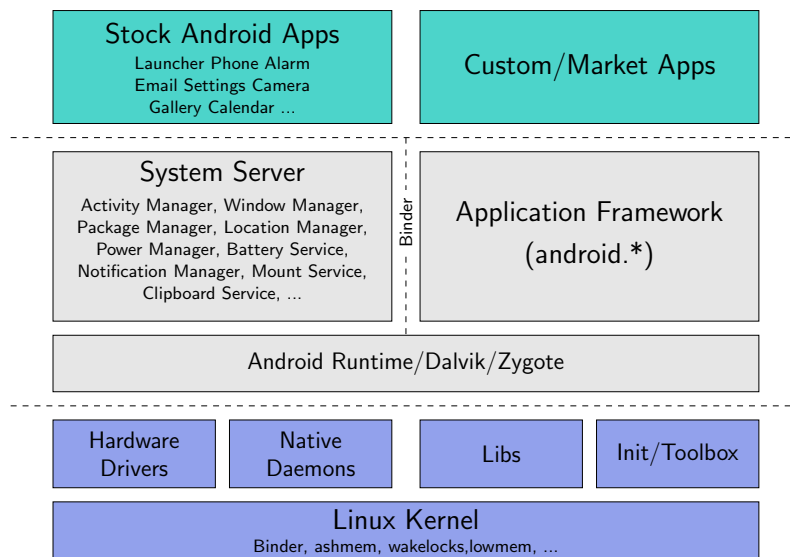 Stock Android Apps
Launcher Phone Alarm
Email Settings Camera
Gallery Calendar ...
Custom/Market Apps
System Server
Activity Manager, Window Manager,
Package Manager, Location Manager,
Power Manager, Battery Service,
Notification Manager, Mount Service,
Clipboard Service, ...
Binder
Application Framework
(android.*)
Android Runtime/Dalvik/Zygote
Hardware
Drivers
Native
Daemons
Libs
Init/Toolbox
Linux Kernel
Binder, ashmem, wakelocks,lowmem, ...